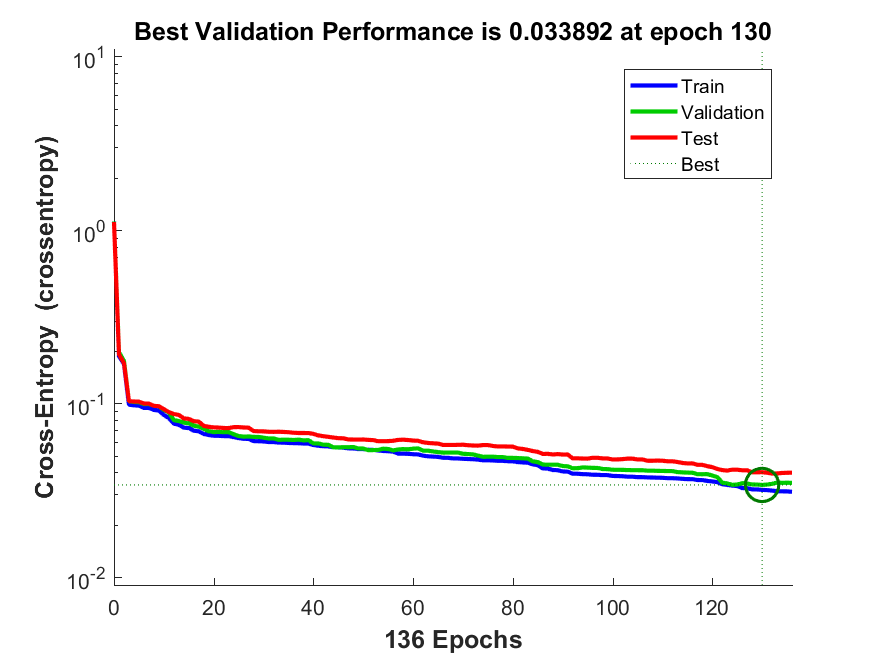 Best Validation Performance is 0.033892 at epoch 130
Cross-Entropy (crossentropy)
10^1
10^0
10^-1
10^-2
Train
Validation
Test
Best
0 20 40 60 80 100 120
136 Epochs